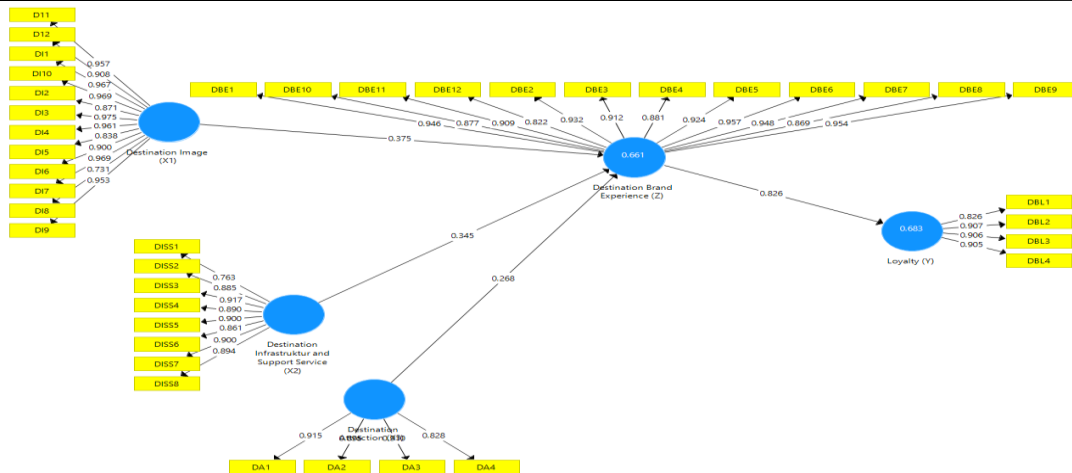 D11
D12
DI1
DI10
DI2
DI3
DI4
DI5
DI6
DI7
DI8
DI9
0.957
0.908
0.967
0.969
0.871
0.975
0.961
0.838
0.900
0.969
0.731
0.953
Destination Image
(X1)
0.375
DBE1
DBE10
DBE11
DBE12
DBE2
DBE3
DBE4
DBE5
DBE6
DBE7
DBE8
DBE9
0.946
0.877
0.909
0.822
0.932
0.912
0.881
0.924
0.957
0.948
0.869
0.954
0.661
Destination Brand
Experience (Z)
0.826
0.683
Loyalty (Y)
DBL1
DBL2
DBL3
DBL4
0.826
0.907
0.906
0.905
DISS1
DISS2
DISS3
DISS4
DISS5
DISS6
DISS7
DISS8
0.763
0.885
0.917
0.890
0.900
0.861
0.900
0.894
0.345
Destination
Infrastruktur and
Support Service
(X2)
0.268
Destination
0.915
0.828
DA1
DA2
DA3
DA4